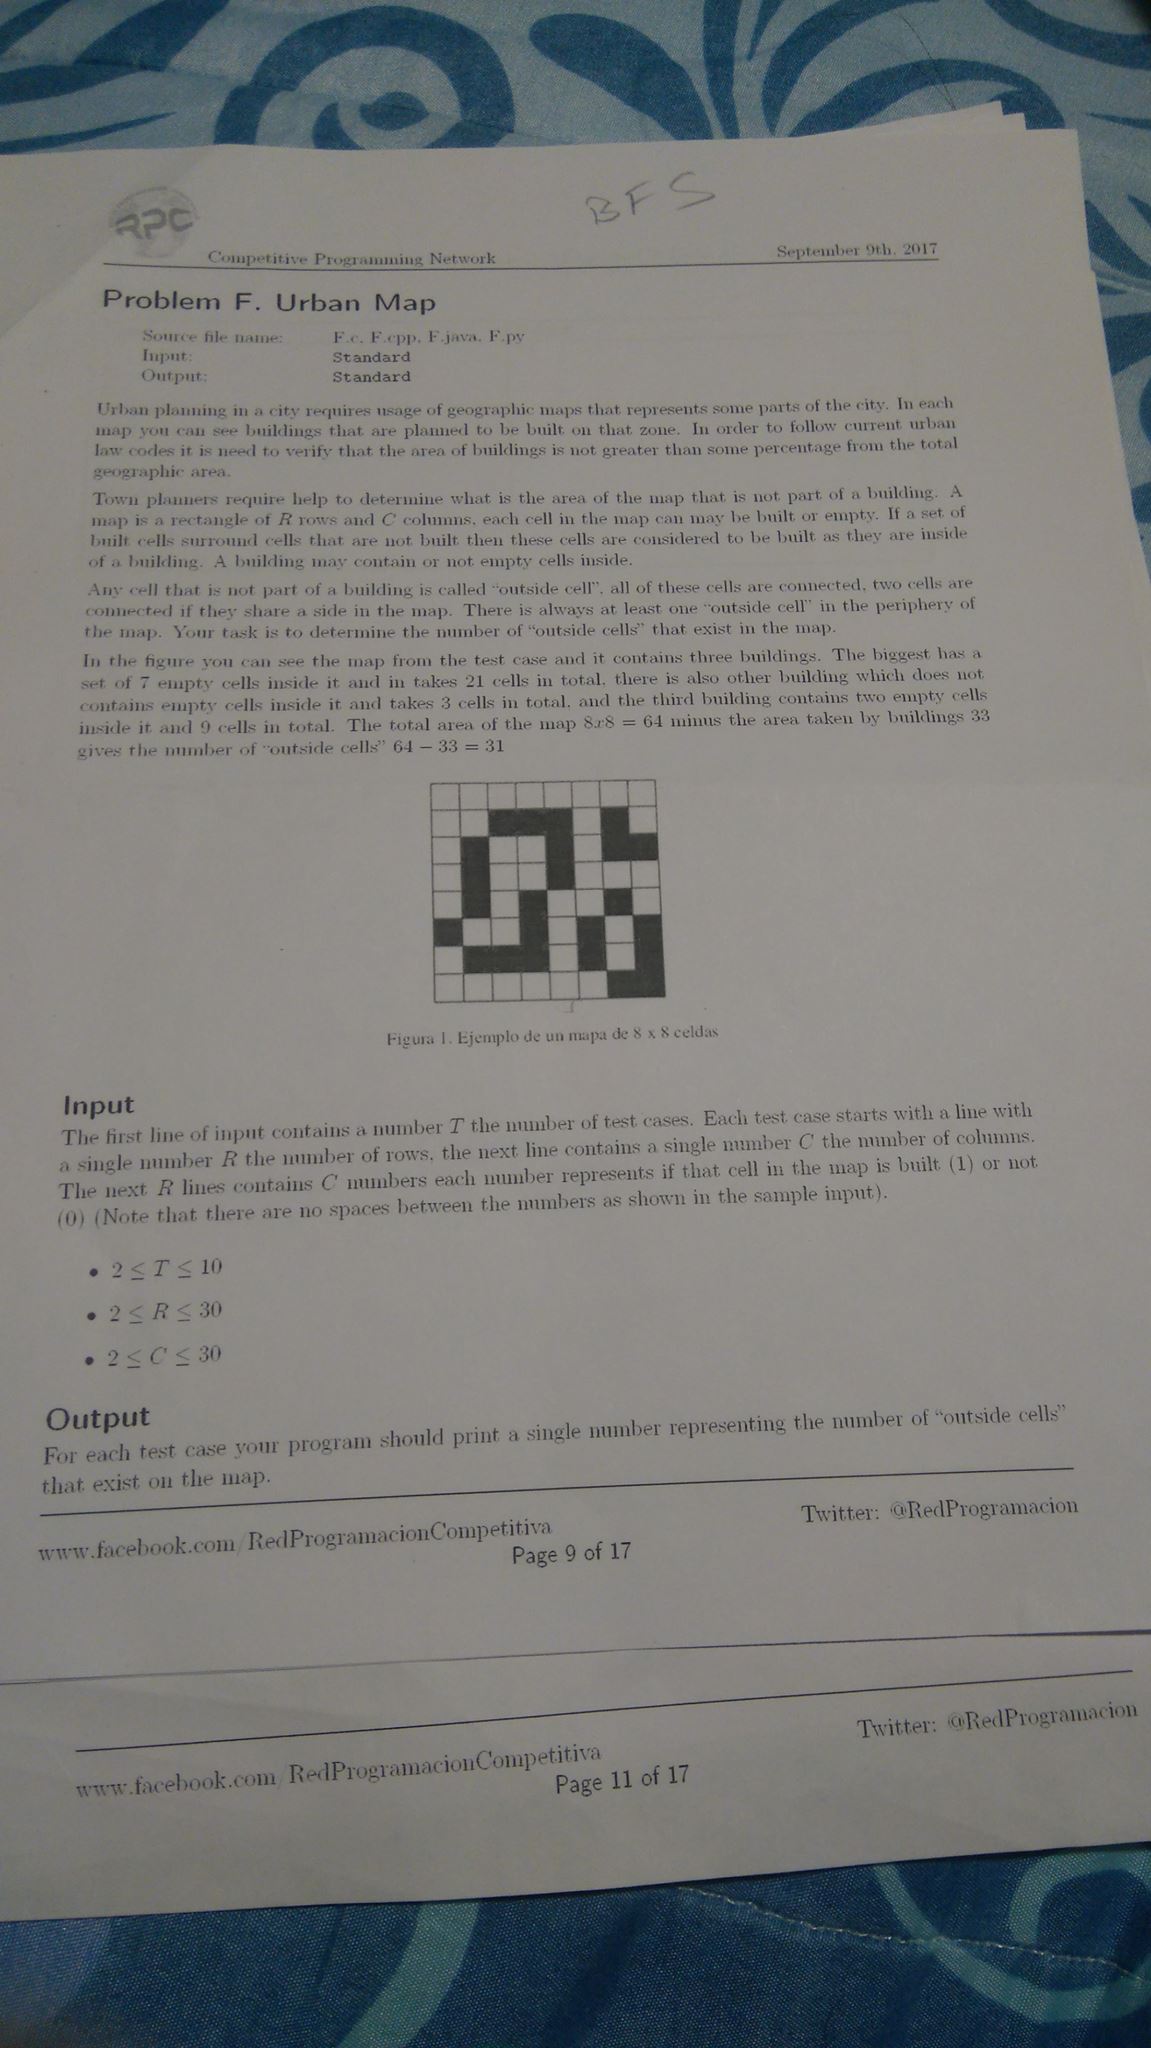 BFS
RPC
Competitive Programming Network
September 9th, 2017
Problem F. Urban Map
Source file name: F.c, F.cpp, F.java, F.py
Input: Standard
Output: Standard
Urban planning in a city requires usage of geographic maps that represents some parts of the city. In each
map you can see buildings that are planned to be built on that zone. In order to follow current urban
law codes it is need to verify that the area of buildings is not greater than some percentage from the total
geographic area.
Town planners require help to determine what is the area of the map that is not part of a building. A
map is a rectangle of R rows and C columns, each cell in the map can may be built or empty. If a set of
built cells surround cells that are not built then these cells are considered to be built as they are inside
of a building. A building may contain or not empty cells inside.
Any cell that is not part of a building is called "outside cell", all of these cells are connected, two cells are
connected if they share a side in the map. There is always at least one "outside cell" in the periphery of
the map. Your task is to determine the number of "outside cells" that exist in the map.
In the figure you can see the map from the test case and it contains three buildings. The biggest has a
set of 7 empty cells inside it and in takes 21 cells in total, there is also other building which does not
contains empty cells inside it and takes 3 cells in total, and the third building contains two empty cells
inside it and 9 cells in total. The total area of the map 8x8 = 64 minus the area taken by buildings 33
gives the number of "outside cells" 64 − 33 = 31
Figura 1. Ejemplo de un mapa de 8 x 8 celdas
Input
The first line of input contains a number T the number of test cases. Each test case starts with a line with
a single number R the number of rows, the next line contains a single number C the number of columns.
The next R lines contains C numbers each number represents if that cell in the map is built (1) or not
(0) (Note that there are no spaces between the numbers as shown in the sample input).
• 2 ≤ T ≤ 10
• 2 ≤ R ≤ 30
• 2 ≤ C ≤ 30
Output
For each test case your program should print a single number representing the number of "outside cells"
that exist on the map.
www.facebook.com/RedProgramacionCompetitiva
Twitter: @RedProgramacion
Page 9 of 17
www.facebook.com/RedProgramacionCompetitiva
Twitter: @RedProgramacion
Page 11 of 17